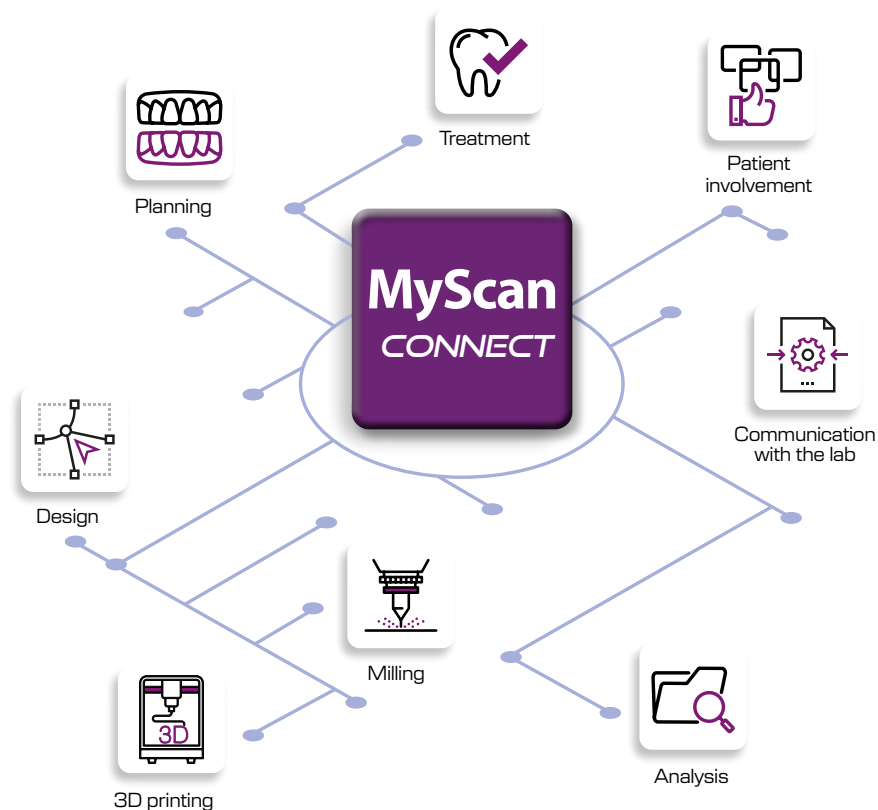 Treatment
Patient
involvement
Planning
MyScan
CONNECT
Communication
with the lab
Design
Milling
3D
3D printing
Analysis